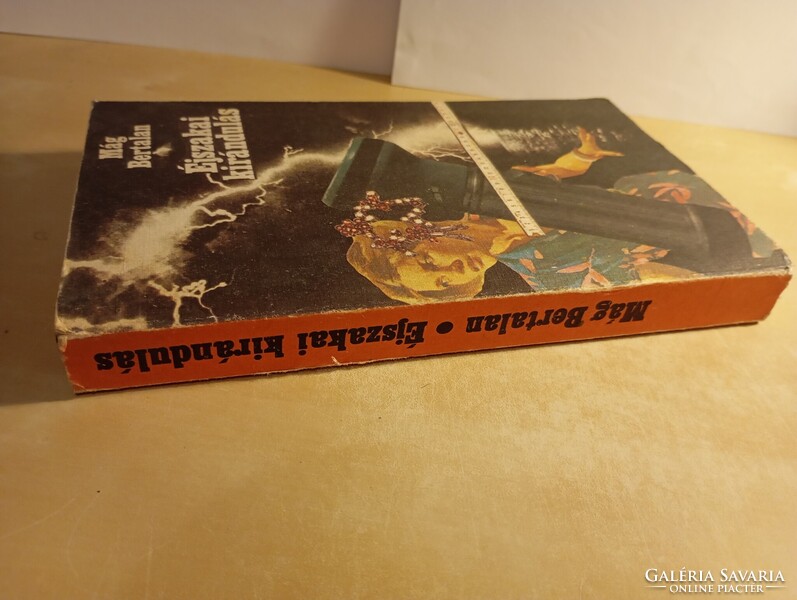 Mág
Bertalan
Éjszakai
kirándulás
Mág Bertalan • Éjszakai kirándulás
GALÉRIA SAVARIA
ONLINE PIACTÉR